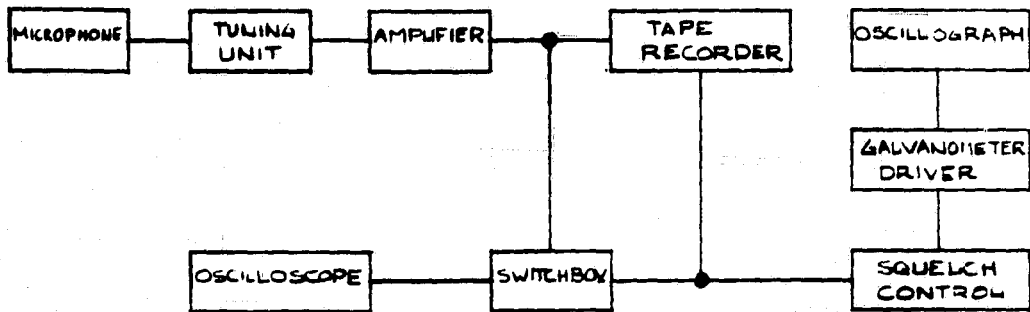 MICROPHONE
TUNING
UNIT
AMPLIFIER
TAPE
RECORDER
OSCILLOGRAPH
GALVANOMETER
DRIVER
OSCILLOSCOPE
SWITCHBOX
SQUELCH
CONTROL